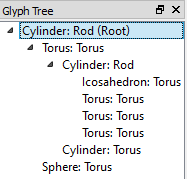 Glyph Tree
Cylinder: Rod (Root)
Torus: Torus
Cylinder: Rod
Icosahedron: Torus
Torus: Torus
Torus: Torus
Torus: Torus
Cylinder: Torus
Sphere: Torus